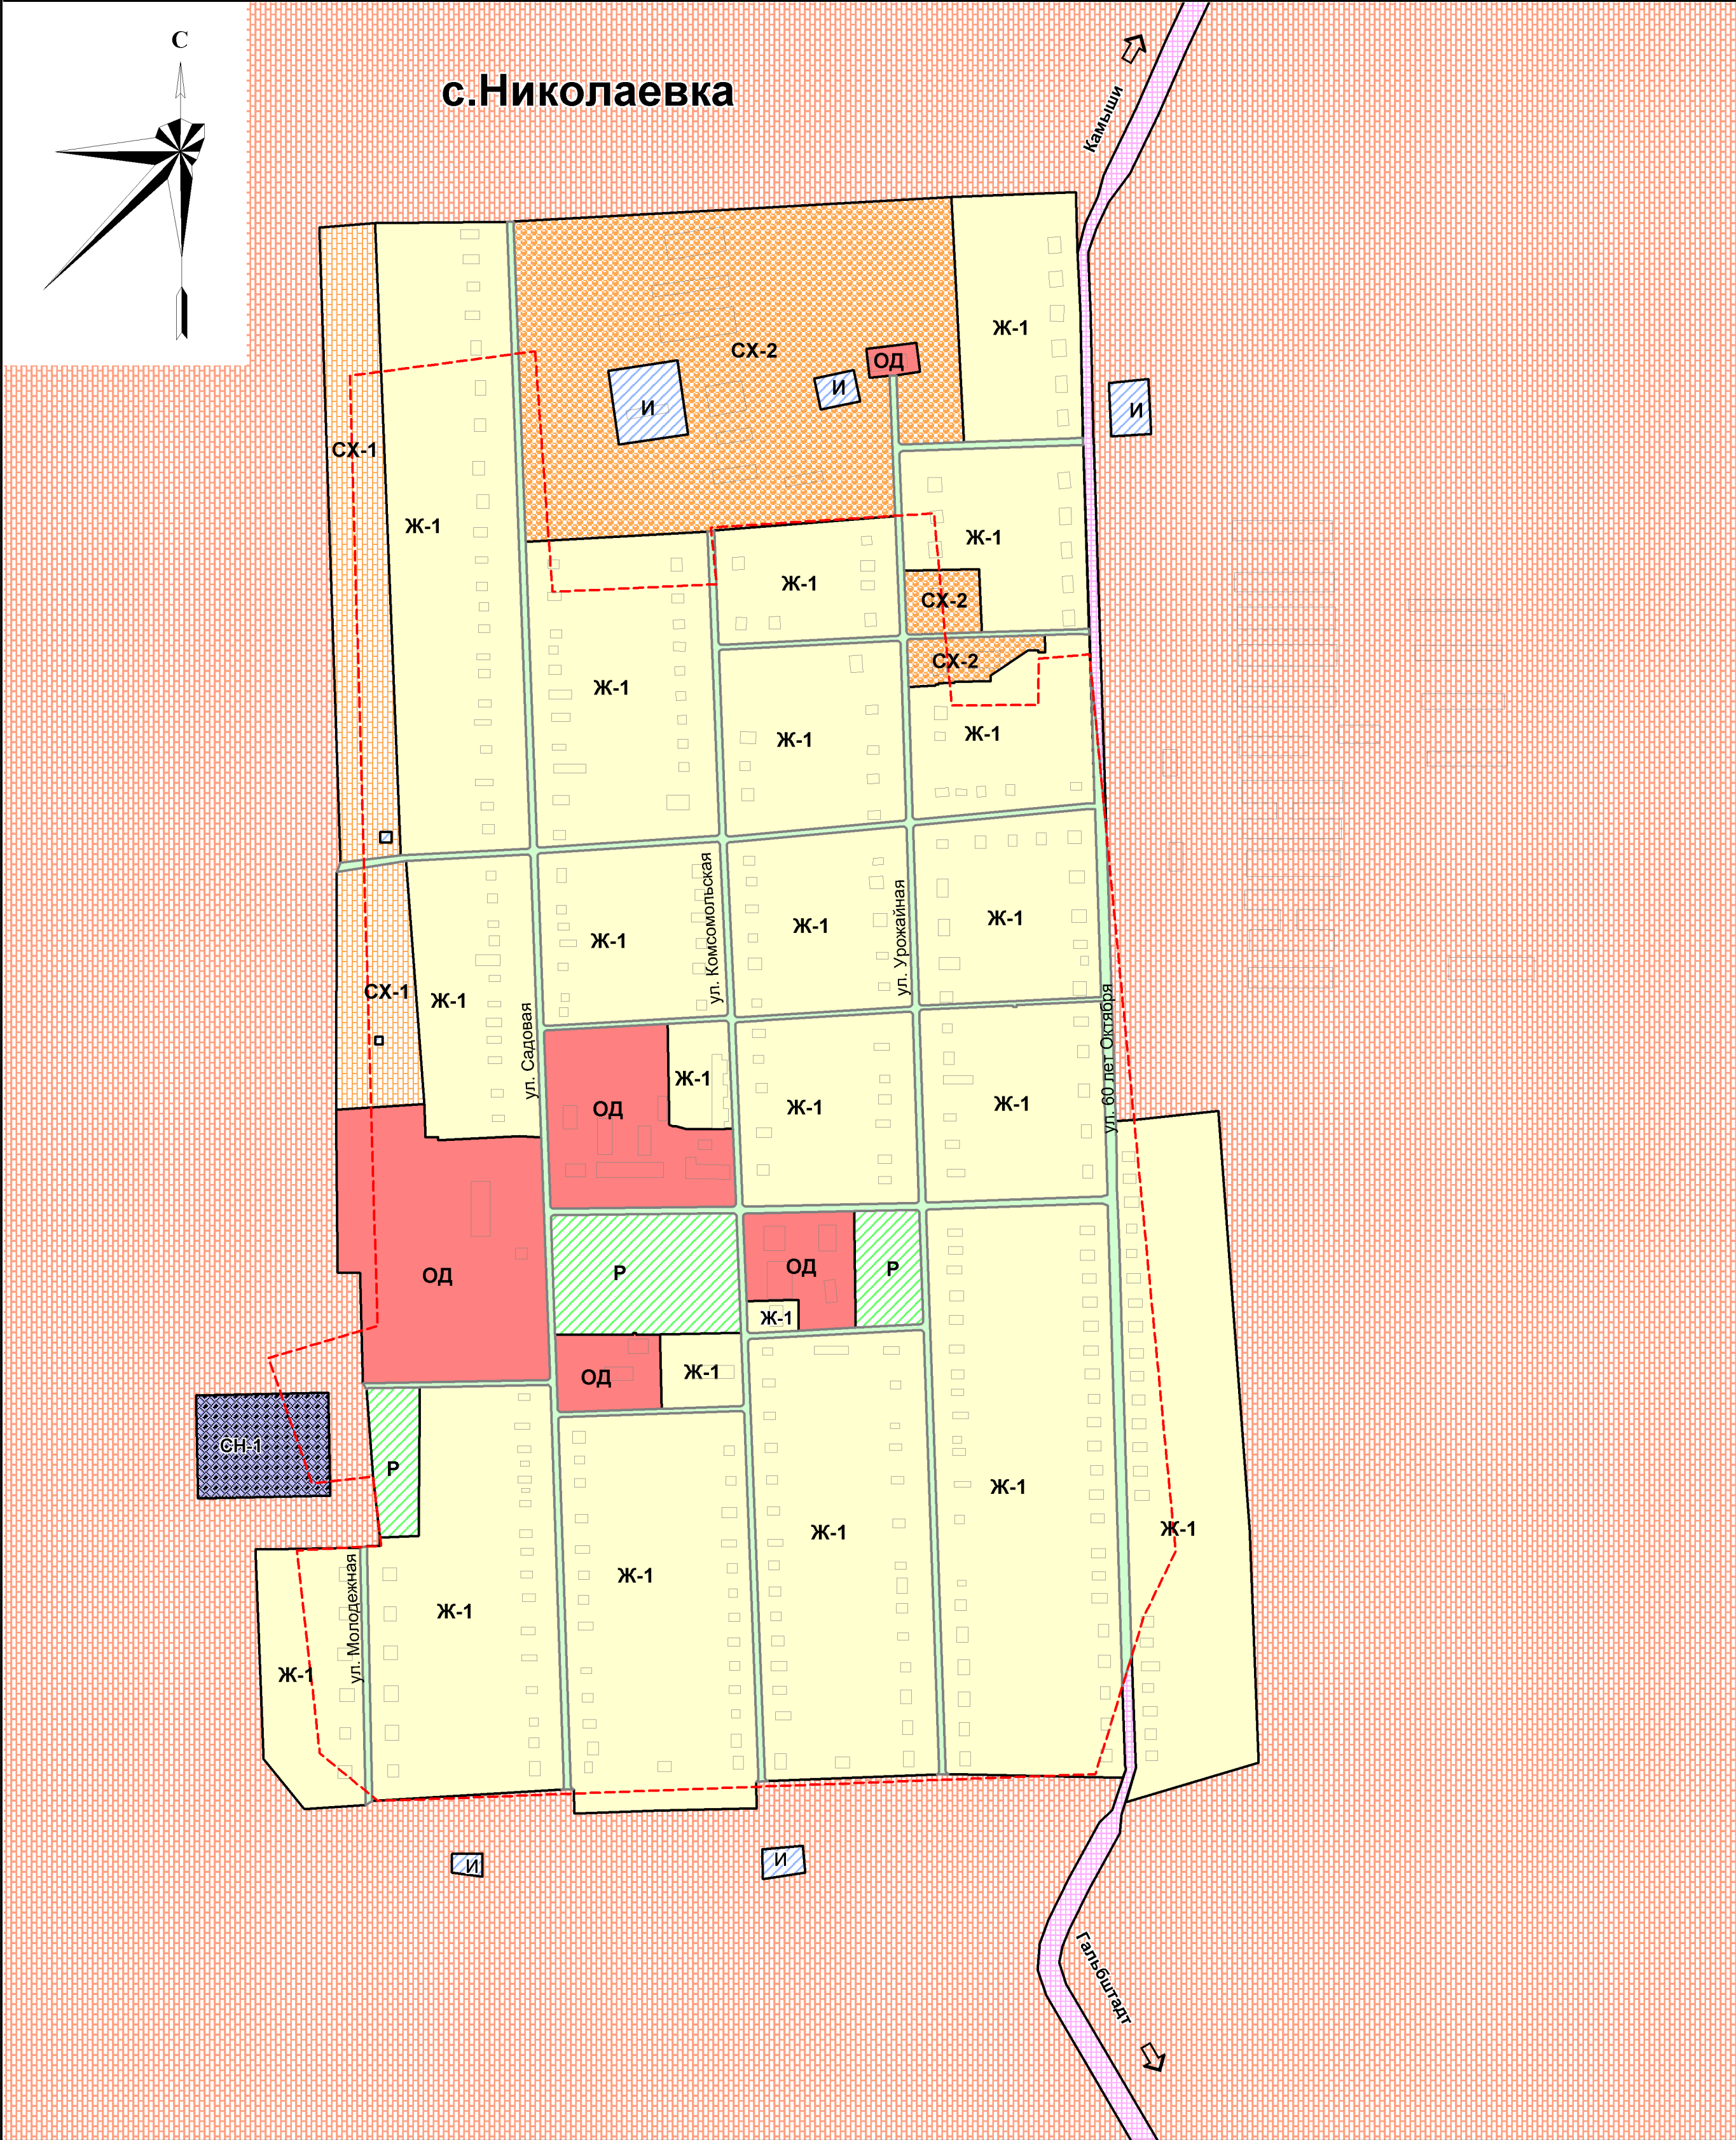 С
с.Николаевка
Камыши
Ж-1
СХ-2
ОД
И
И
И
СХ-1
Ж-1
Ж-1
Ж-1
СХ-2
СХ-2
Ж-1
Ж-1
Ж-1
ул. Комсомольская
ул. Урожайная
Ж-1
Ж-1
Ж-1
СХ-1
Ж-1
ул. Садовая
ул. 60 лет Октября
Ж-1
ОД
Ж-1
Ж-1
ОД
Р
ОД
Р
Ж-1
ОД
Ж-1
СН-1
Р
Ж-1
Ж-1
Ж-1
Ж-1
ул. Молодежная
Ж-1
Ж-1
И
И
Гальбштадт